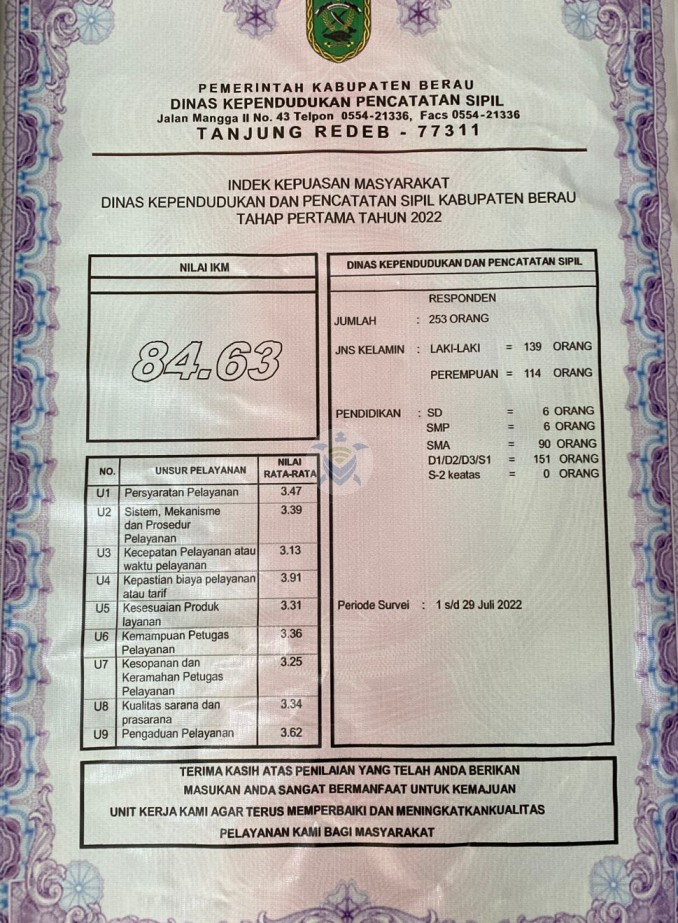 PEMERINTAH KABUPATEN BERAU
DINAS KEPENDUDUKAN PENCATATAN SIPIL
Jalan Mangga II No. 43 Telpon 0554-21336, Facs 0554-21336
TANJUNG REDEB - 77311
INDEK KEPUASAN MASYARAKAT
DINAS KEPENDUDUKAN DAN PENCATATAN SIPIL KABUPATEN BERAU
TAHAP PERTAMA TAHUN 2022
NILAI IKM
84.63
NO. UNSUR PELAYANAN NILAI RATA-RATA
U1 Persyaratan Pelayanan 3.47
U2 Sistem, Mekanisme 3.39
dan Prosedur
Pelayanan
U3 Kecepatan Pelayanan atau 3.13
waktu pelayanan
U4 Kepastian biaya pelayanan 3.91
atau tarif
U5 Kesesuaian Produk 3.31
layanan
U6 Kemampuan Petugas 3.36
Pelayanan
U7 Kesopanan dan 3.25
Keramahan Petugas
Pelayanan
U8 Kualitas sarana dan 3.34
prasarana
U9 Pengaduan Pelayanan 3.62
DINAS KEPENDUDUKAN DAN PENCATATAN SIPIL
RESPONDEN
JUMLAH : 253 ORANG
JNS KELAMIN : LAKI-LAKI = 139 ORANG
PEREMPUAN = 114 ORANG
PENDIDIKAN : SD = 6 ORANG
SMP = 6 ORANG
SMA = 90 ORANG
D1/D2/D3/S1 = 151 ORANG
S-2 keatas = 0 ORANG
Periode Survei : 1 s/d 29 Juli 2022
TERIMA KASIH ATAS PENILAIAN YANG TELAH ANDA BERIKAN
MASUKAN ANDA SANGAT BERMANFAAT UNTUK KEMAJUAN
UNIT KERJA KAMI AGAR TERUS MEMPERBAIKI DAN MENINGKATKANKUALITAS
PELAYANAN KAMI BAGI MASYARAKAT